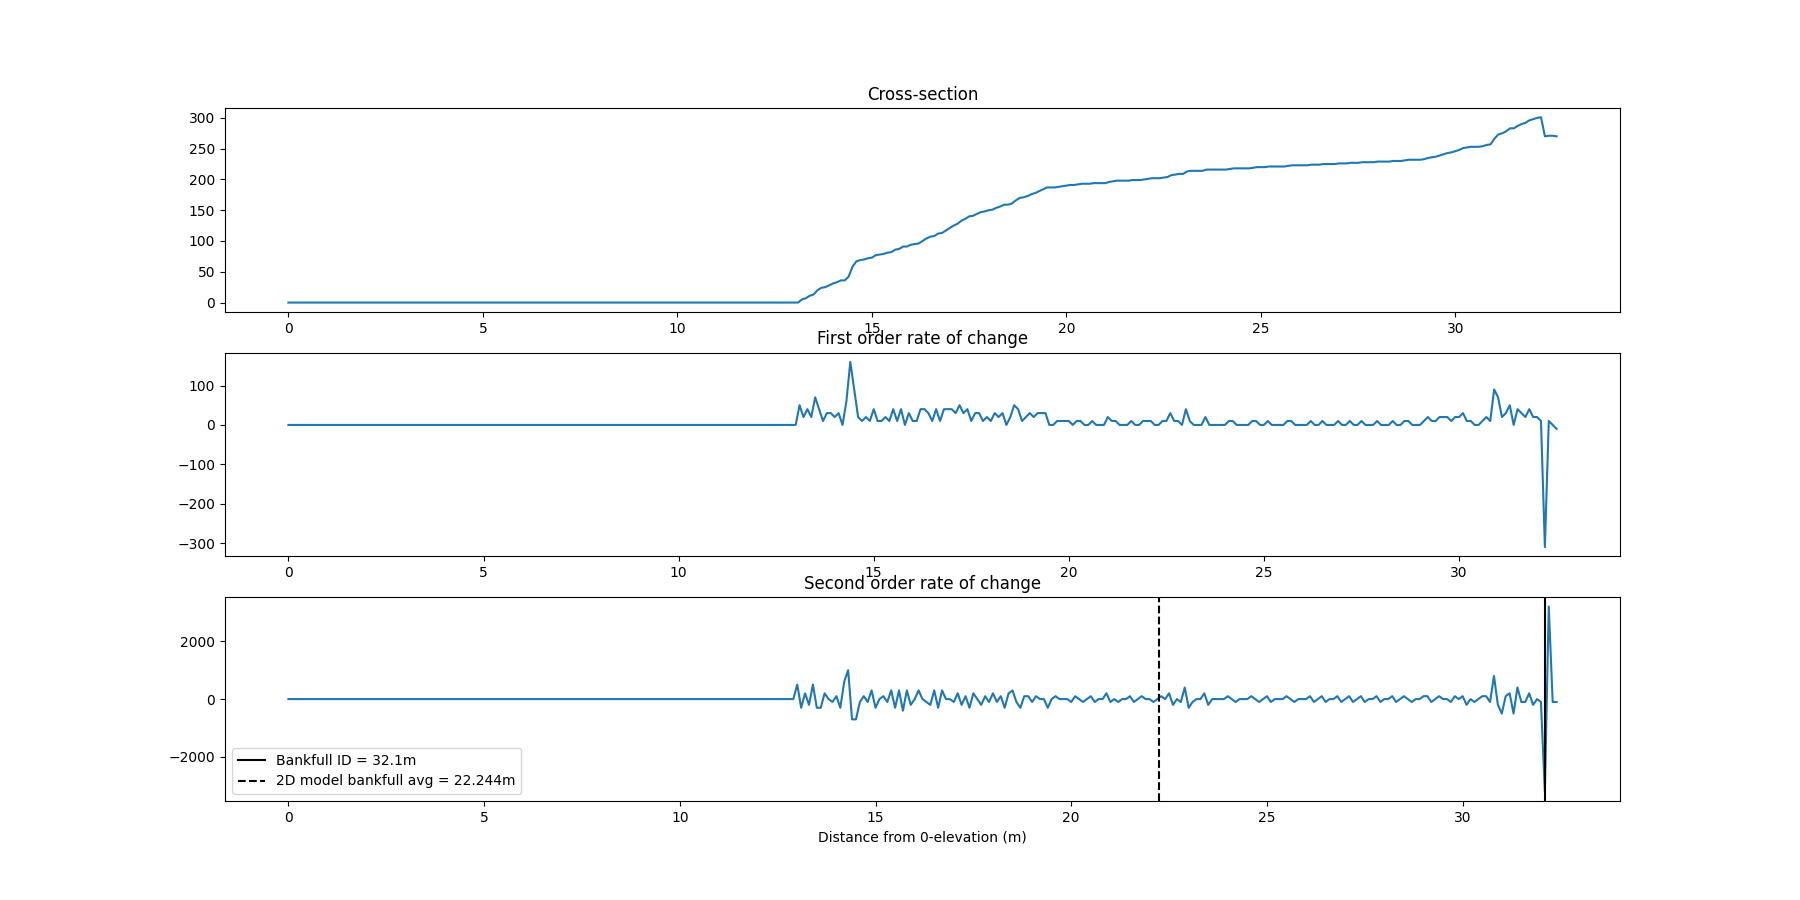 Cross-section
300
250
200
150
100
50
0
0 5 10 15 20 25 30
First order rate of change
100
0
−100
−200
−300
0 5 10 15 20 25 30
Second order rate of change
2000
0
−2000
Bankfull ID = 32.1m
2D model bankfull avg = 22.244m
0 5 10 15 20 25 30
Distance from 0-elevation (m)